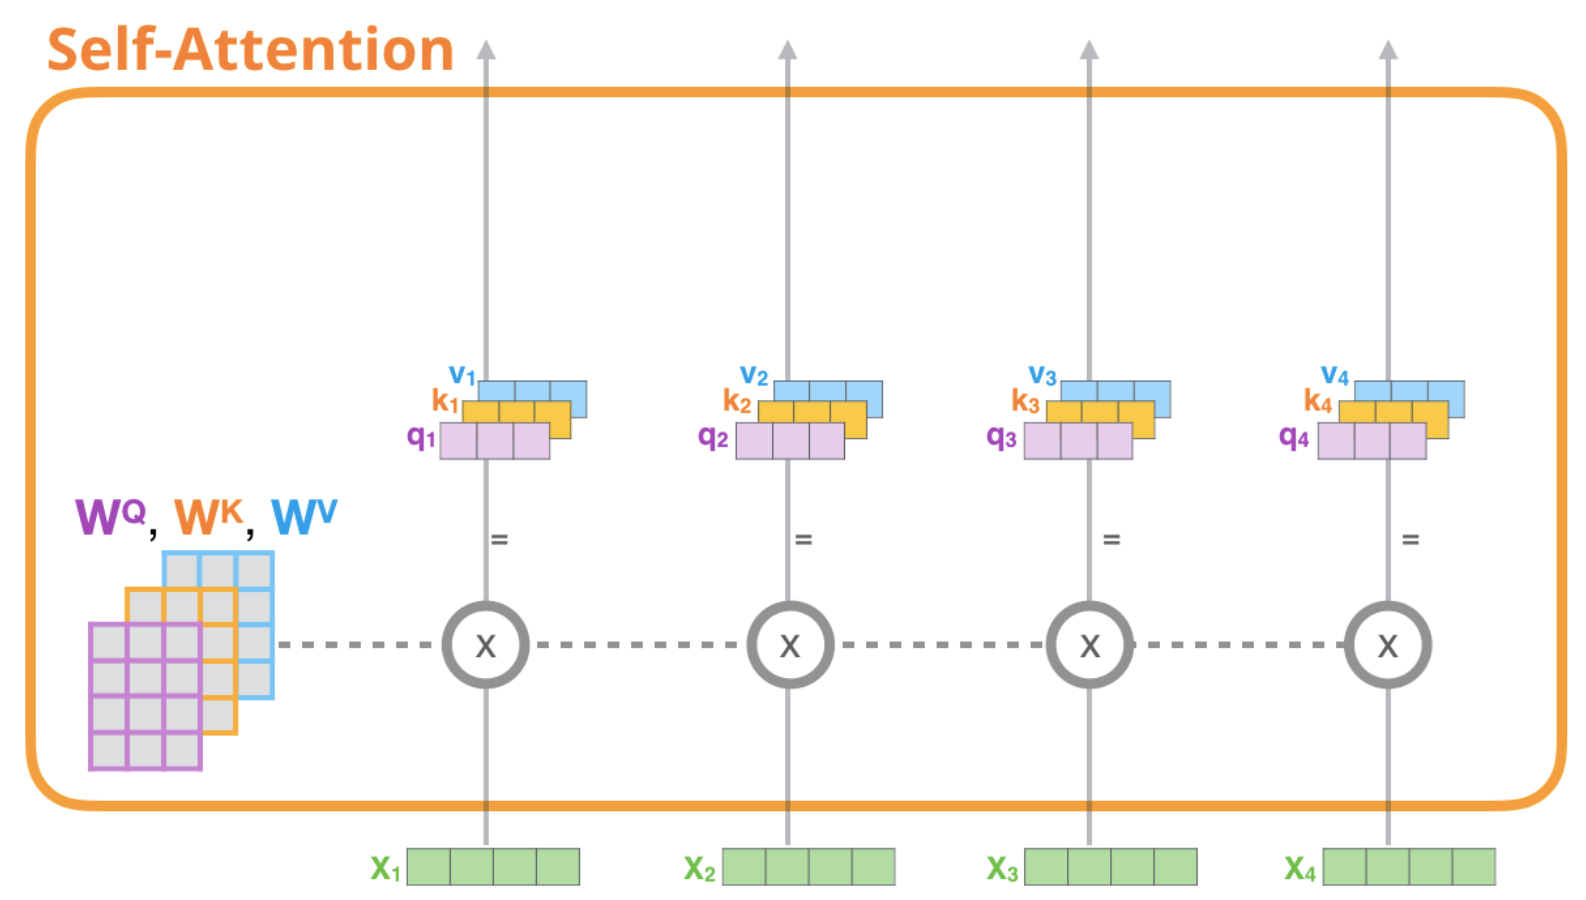 Self-Attention
v1
k1
q1
v2
k2
q2
v3
k3
q3
v4
k4
q4
WQ, WK, WV
= = = =
X X X X
X1 X2 X3 X4